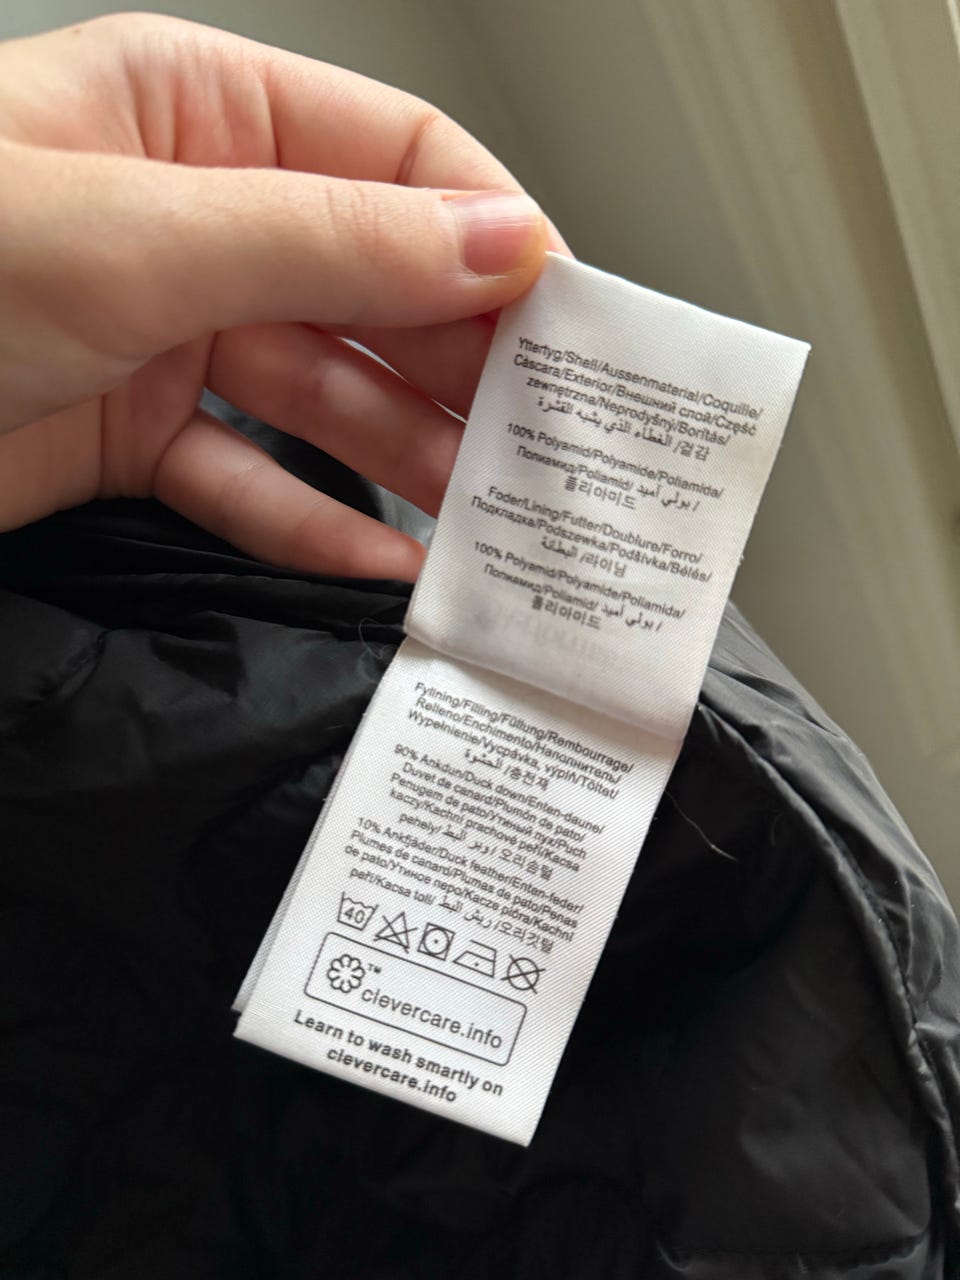 Yttertyg/Shell/Aussenmaterial/Coquille/
Cáscara/Exterior/Внешний слой/Część
zewnętrzna/Neprodyšný/Borítás/
الغطاء الذي يشبه القشرة /겉감
100% Polyamid/Polyamide/Poliamida/
Полиамид/Poliamid/ بولي أميد /
폴리아미드
Foder/Lining/Futter/Doublure/Forro/
Подкладка/Podszewka/Podšívka/Bélés/
البطانة /라이닝
100% Polyamid/Polyamide/Poliamida/
Полиамид/Poliamid/ بولي أميد /
폴리아미드
Fyllning/Filling/Füllung/Rembourrage/
Relleno/Enchimento/Наполнитель/
Wypełnienie/Vycpávka, výplň/Töltet/
الحشوة /충전재
90% Ankdun/Duck down/Enten-daune/
Duvet de canard/Plumón de pato/
Penugem de pato/Утиный пух/Puch
kaczy/Kachní prachové peří/Kacsa
pehely/ وبر البط /오리솜털
10% Ankfjäder/Duck feather/Enten-feder/
Plumes de canard/Plumas de pato/Penas
de pato/Утиное перо/Kacze pióra/Kachní
peří/Kacsa toll/ ريش البط /오리깃털
40
™
clevercare.info
Learn to wash smartly on
clevercare.info